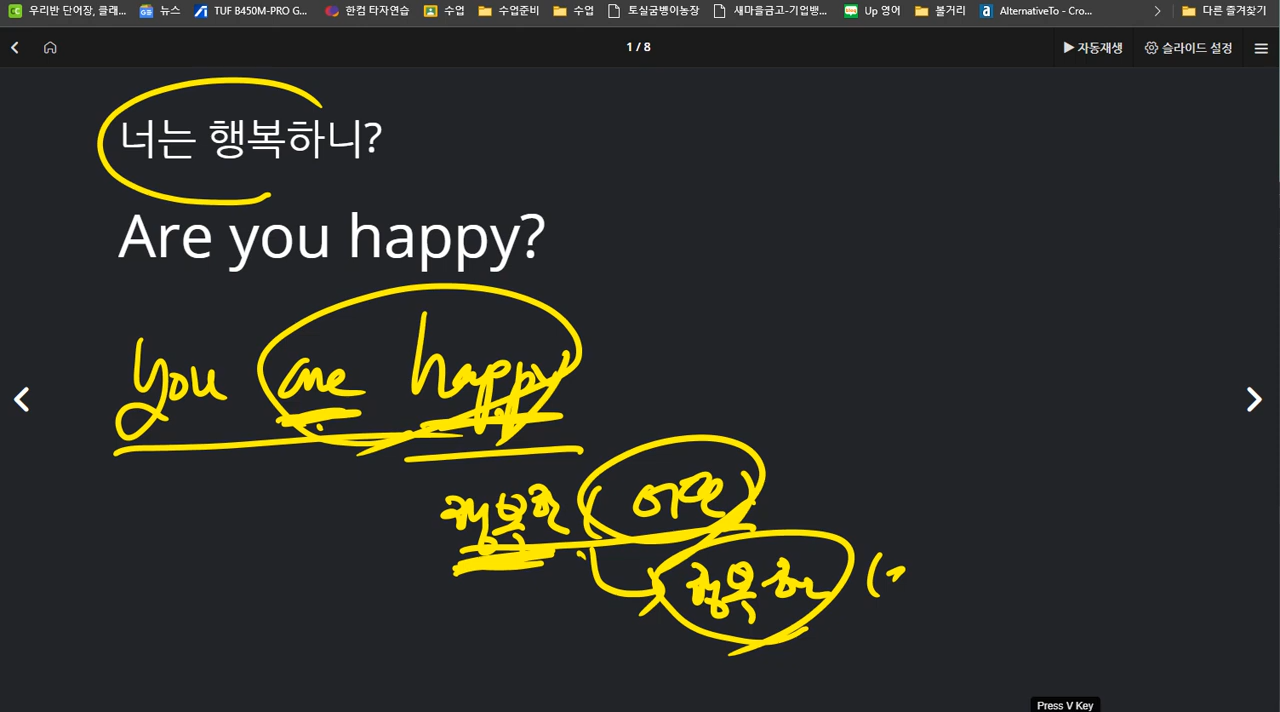 우리반 단어장, 클래... 뉴스 TUF B450M-PRO G... 한컴 타자연습 수업 수업준비 수업 토실굼벵이농장 새마을금고-기업뱅... Up 영어 볼거리 AlternativeTo - Cro... 다른 즐겨찾기
1 / 8 자동재생 슬라이드 설정
너는 행복하니?
Are you happy?
you are happy
행복한 ( 이다 )
행복한 (
Press V Key